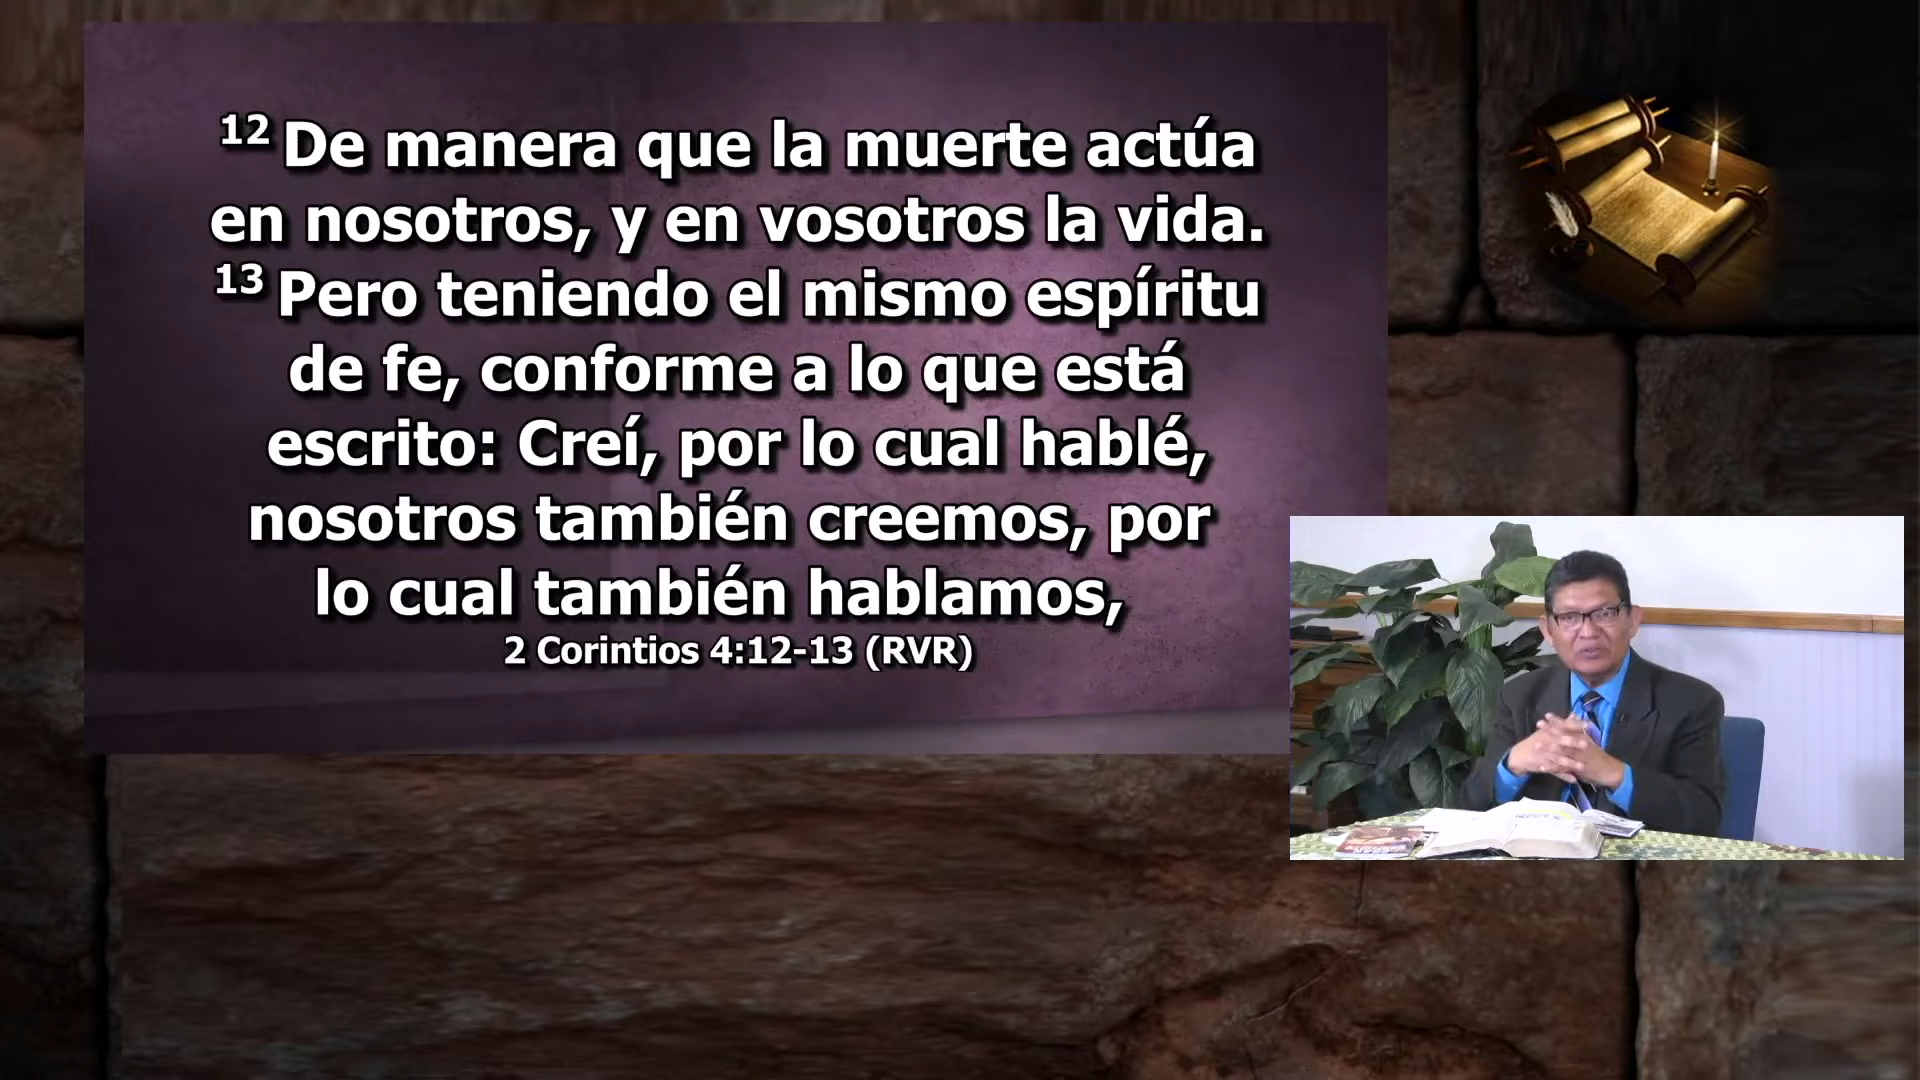 12 De manera que la muerte actúa
en nosotros, y en vosotros la vida.
13 Pero teniendo el mismo espíritu
de fe, conforme a lo que está
escrito: Creí, por lo cual hablé,
nosotros también creemos, por
lo cual también hablamos,
2 Corintios 4:12-13 (RVR)